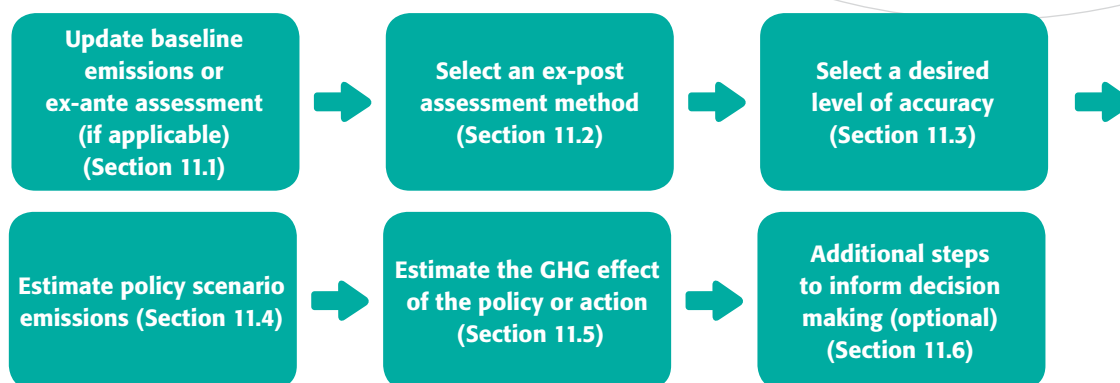 Update baseline
emissions or
ex-ante assessment
(if applicable)
(Section 11.1)
Select an ex-post
assessment method
(Section 11.2)
Select a desired
level of accuracy
(Section 11.3)
Estimate policy scenario
emissions (Section 11.4)
Estimate the GHG effect
of the policy or action
(Section 11.5)
Additional steps
to inform decision
making (optional)
(Section 11.6)